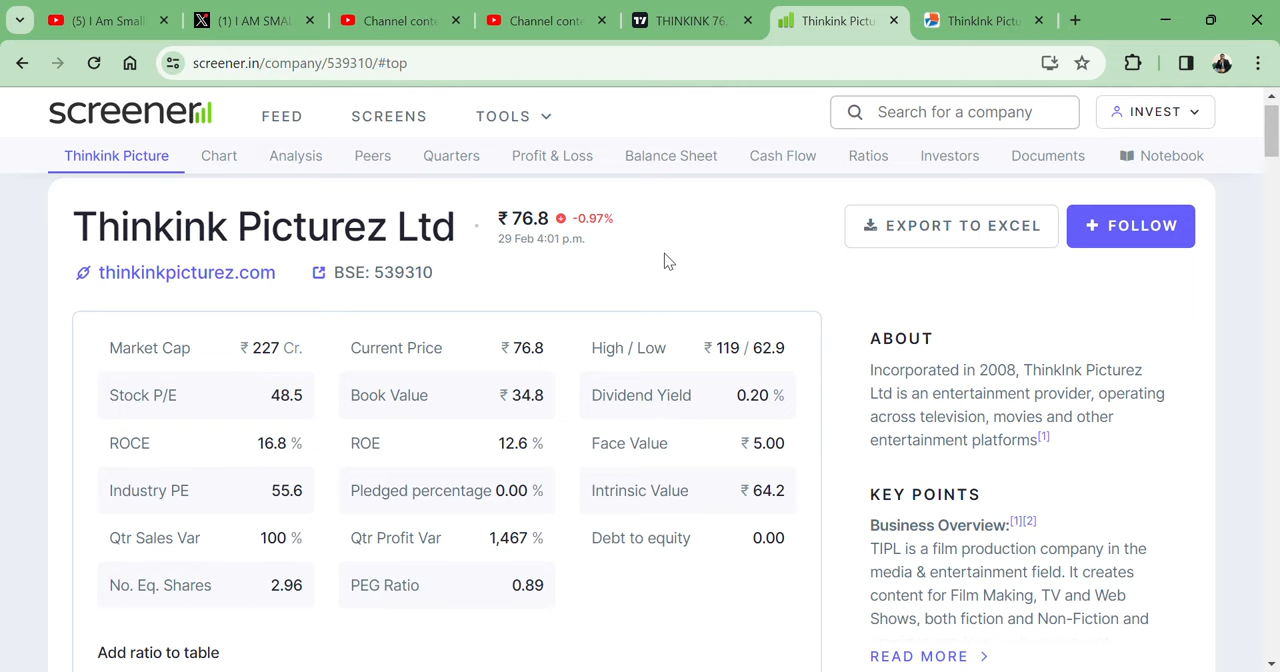 (5) I Am Small
(1) I AM SMAL
Channel conte
Channel conte
THINKINK 76.
Thinkink Pictu
ThinkInk Pictu
screener.in/company/539310/#top
screener
FEED
SCREENS
TOOLS
Search for a company
INVEST
Thinkink Picture
Chart
Analysis
Peers
Quarters
Profit & Loss
Balance Sheet
Cash Flow
Ratios
Investors
Documents
Notebook
Thinkink Picturez Ltd
₹ 76.8 -0.97%
29 Feb 4:01 p.m.
EXPORT TO EXCEL
+ FOLLOW
thinkinkpicturez.com
BSE: 539310
Market Cap ₹ 227 Cr.
Current Price ₹ 76.8
High / Low ₹ 119 / 62.9
Stock P/E 48.5
Book Value ₹ 34.8
Dividend Yield 0.20 %
ROCE 16.8 %
ROE 12.6 %
Face Value ₹ 5.00
Industry PE 55.6
Pledged percentage 0.00 %
Intrinsic Value ₹ 64.2
Qtr Sales Var 100 %
Qtr Profit Var 1,467 %
Debt to equity 0.00
No. Eq. Shares 2.96
PEG Ratio 0.89
Add ratio to table
ABOUT
Incorporated in 2008, ThinkInk Picturez
Ltd is an entertainment provider, operating
across television, movies and other
entertainment platforms[1]
KEY POINTS
Business Overview:[1][2]
TIPL is a film production company in the
media & entertainment field. It creates
content for Film Making, TV and Web
Shows, both fiction and Non-Fiction and
READ MORE